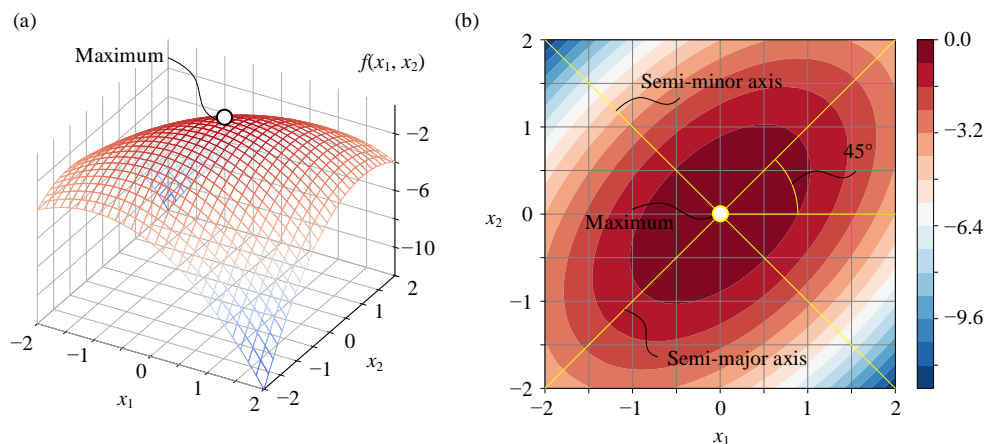 (a)
Maximum
f(x₁, x₂)
−2
−6
−10
2
1
0
−1
−2
x₂
−2
−1
0
1
2
x₁
(b)
2
1
0
−1
−2
x₂
Semi-minor axis
45°
Maximum
Semi-major axis
−2
−1
0
1
2
x₁
0.0
−3.2
−6.4
−9.6